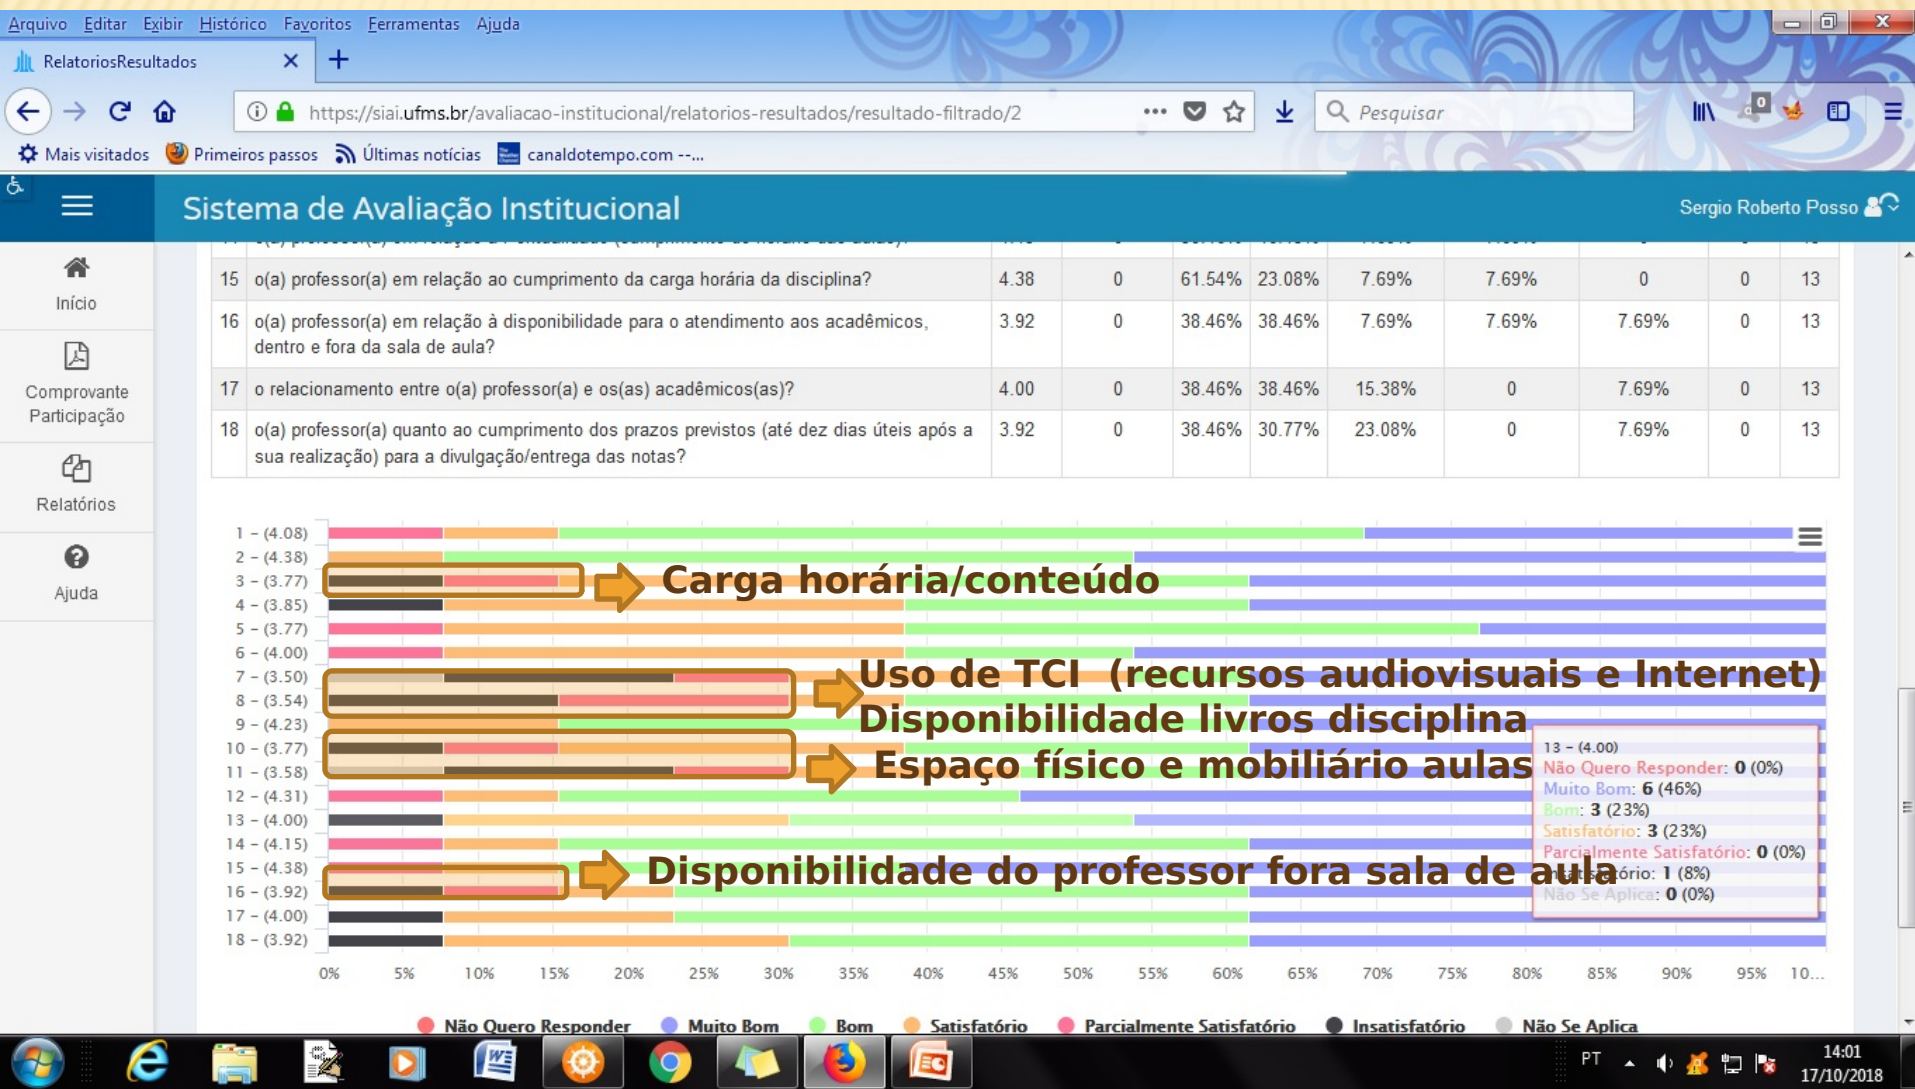 Arquivo Editar Exibir Histórico Favoritos Ferramentas Ajuda
RelatoriosResultados
https://siai.ufms.br/avaliacao-institucional/relatorios-resultados/resultado-filtrado/2
Pesquisar
0
Mais visitados Primeiros passos Últimas notícias canaldotempo.com --...
Sistema de Avaliação Institucional
Sergio Roberto Posso
Início
Comprovante
Participação
Relatórios
Ajuda
15 o(a) professor(a) em relação ao cumprimento da carga horária da disciplina? 4.38 0 61.54% 23.08% 7.69% 7.69% 0 0 13
16 o(a) professor(a) em relação à disponibilidade para o atendimento aos acadêmicos, 3.92 0 38.46% 38.46% 7.69% 7.69% 7.69% 0 13
dentro e fora da sala de aula?
17 o relacionamento entre o(a) professor(a) e os(as) acadêmicos(as)? 4.00 0 38.46% 38.46% 15.38% 0 7.69% 0 13
18 o(a) professor(a) quanto ao cumprimento dos prazos previstos (até dez dias úteis após a 3.92 0 38.46% 30.77% 23.08% 0 7.69% 0 13
sua realização) para a divulgação/entrega das notas?
1 - (4.08)
2 - (4.38)
3 - (3.77)
4 - (3.85)
5 - (3.77)
6 - (4.00)
7 - (3.50)
8 - (3.54)
9 - (4.23)
10 - (3.77)
11 - (3.58)
12 - (4.31)
13 - (4.00)
14 - (4.15)
15 - (4.38)
16 - (3.92)
17 - (4.00)
18 - (3.92)
Carga horária/conteúdo
Uso de TCI (recursos audiovisuais e Internet)
Disponibilidade livros disciplina
Espaço físico e mobiliário aulas
Disponibilidade do professor fora sala de aula
13 - (4.00)
Não Quero Responder: 0 (0%)
Muito Bom: 6 (46%)
Bom: 3 (23%)
Satisfatório: 3 (23%)
Parcialmente Satisfatório: 0 (0%)
Insatisfatório: 1 (8%)
Não Se Aplica: 0 (0%)
0% 5% 10% 15% 20% 25% 30% 35% 40% 45% 50% 55% 60% 65% 70% 75% 80% 85% 90% 95% 10...
Não Quero Responder Muito Bom Bom Satisfatório Parcialmente Satisfatório Insatisfatório Não Se Aplica
PT
14:01
17/10/2018